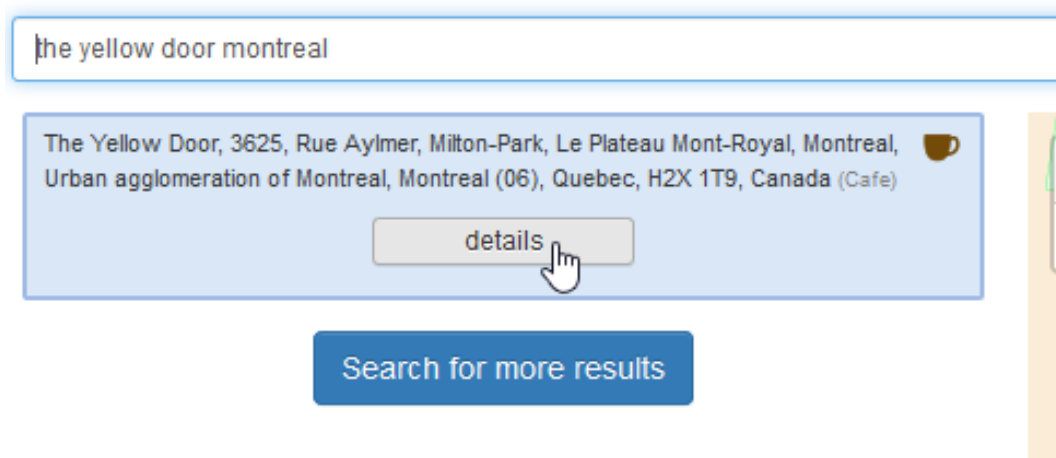 the yellow door montreal
The Yellow Door, 3625, Rue Aylmer, Milton-Park, Le Plateau Mont-Royal, Montreal,
Urban agglomeration of Montreal, Montreal (06), Quebec, H2X 1T9, Canada (Cafe)
details
Search for more results